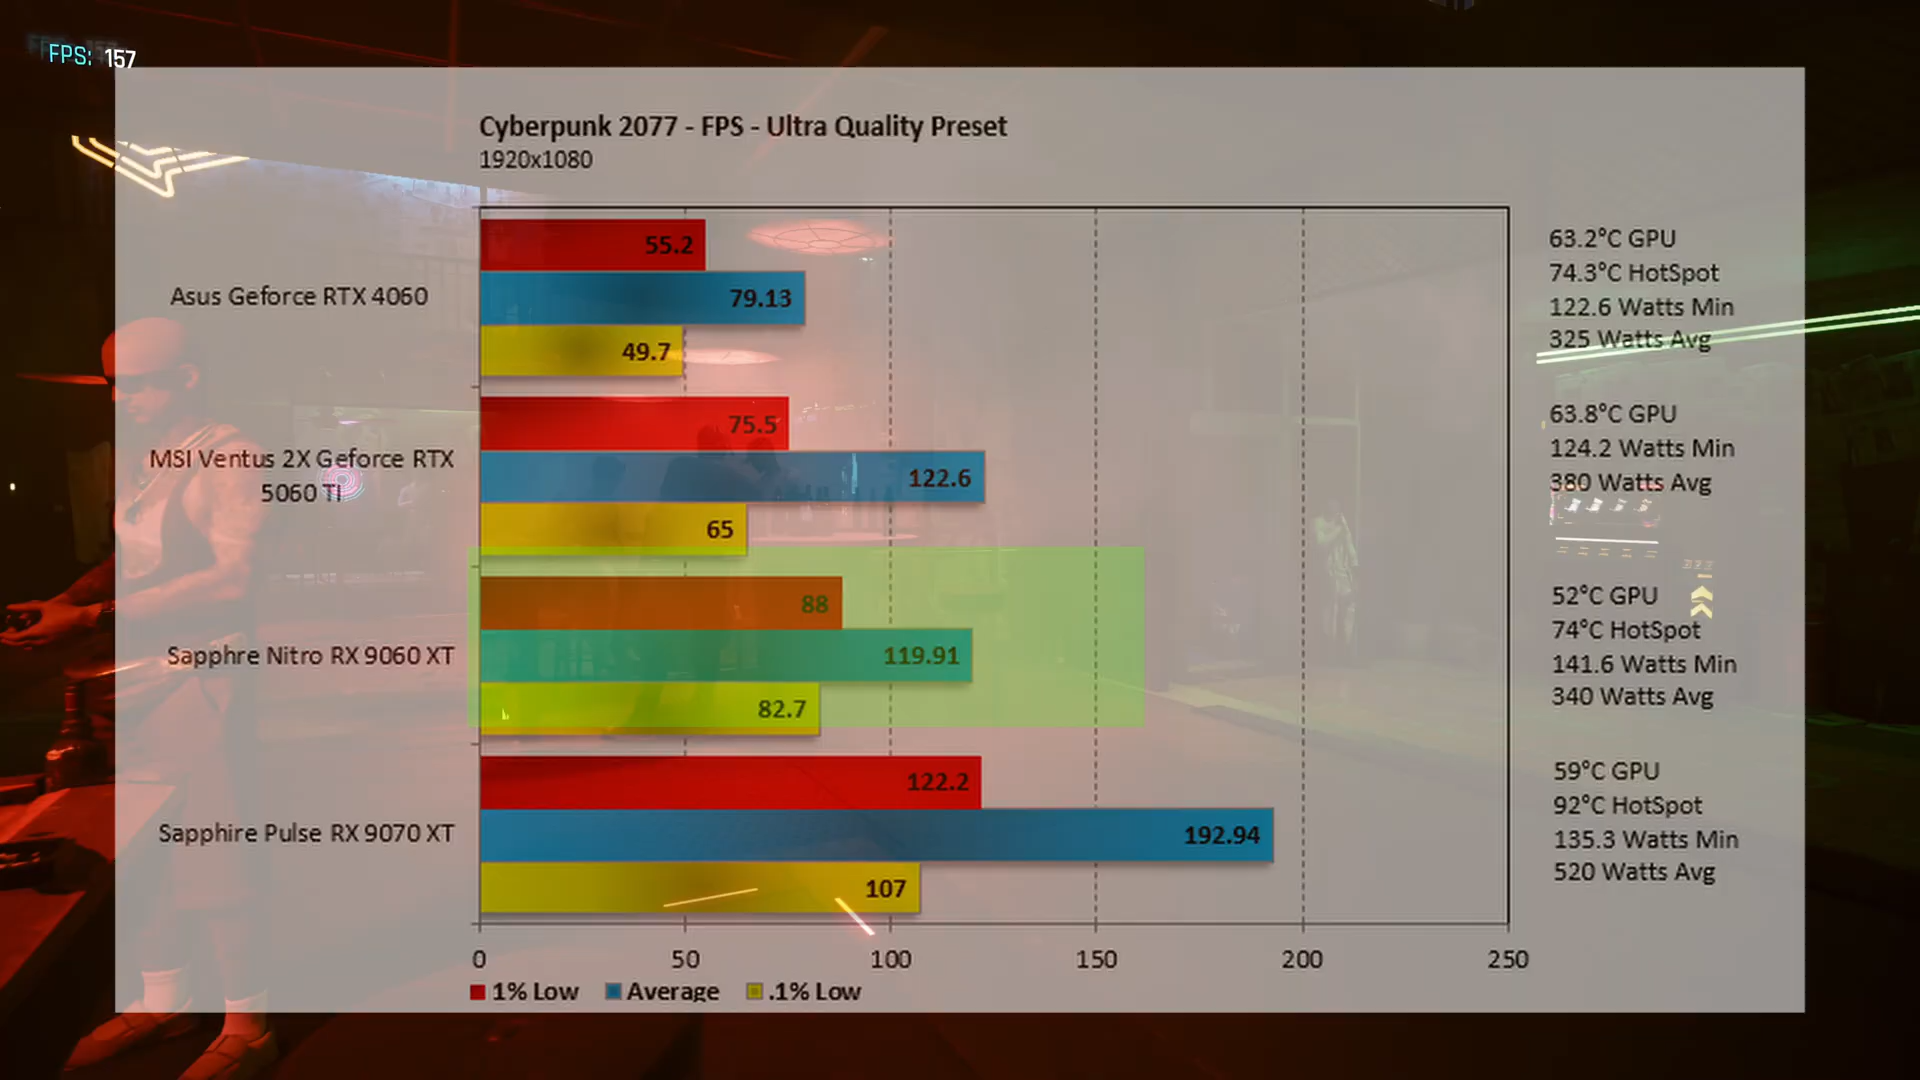 FPS: 157
Cyberpunk 2077 - FPS - Ultra Quality Preset
1920x1080
Asus Geforce RTX 4060
55.2
79.13
49.7
63.2°C GPU
74.3°C HotSpot
122.6 Watts Min
325 Watts Avg
MSI Ventus 2X Geforce RTX
5060 TI
75.5
122.6
65
63.8°C GPU
124.2 Watts Min
380 Watts Avg
Sapphre Nitro RX 9060 XT
88
119.91
82.7
52°C GPU
74°C HotSpot
141.6 Watts Min
340 Watts Avg
Sapphire Pulse RX 9070 XT
122.2
192.94
107
59°C GPU
92°C HotSpot
135.3 Watts Min
520 Watts Avg
0 50 100 150 200 250
1% Low Average .1% Low